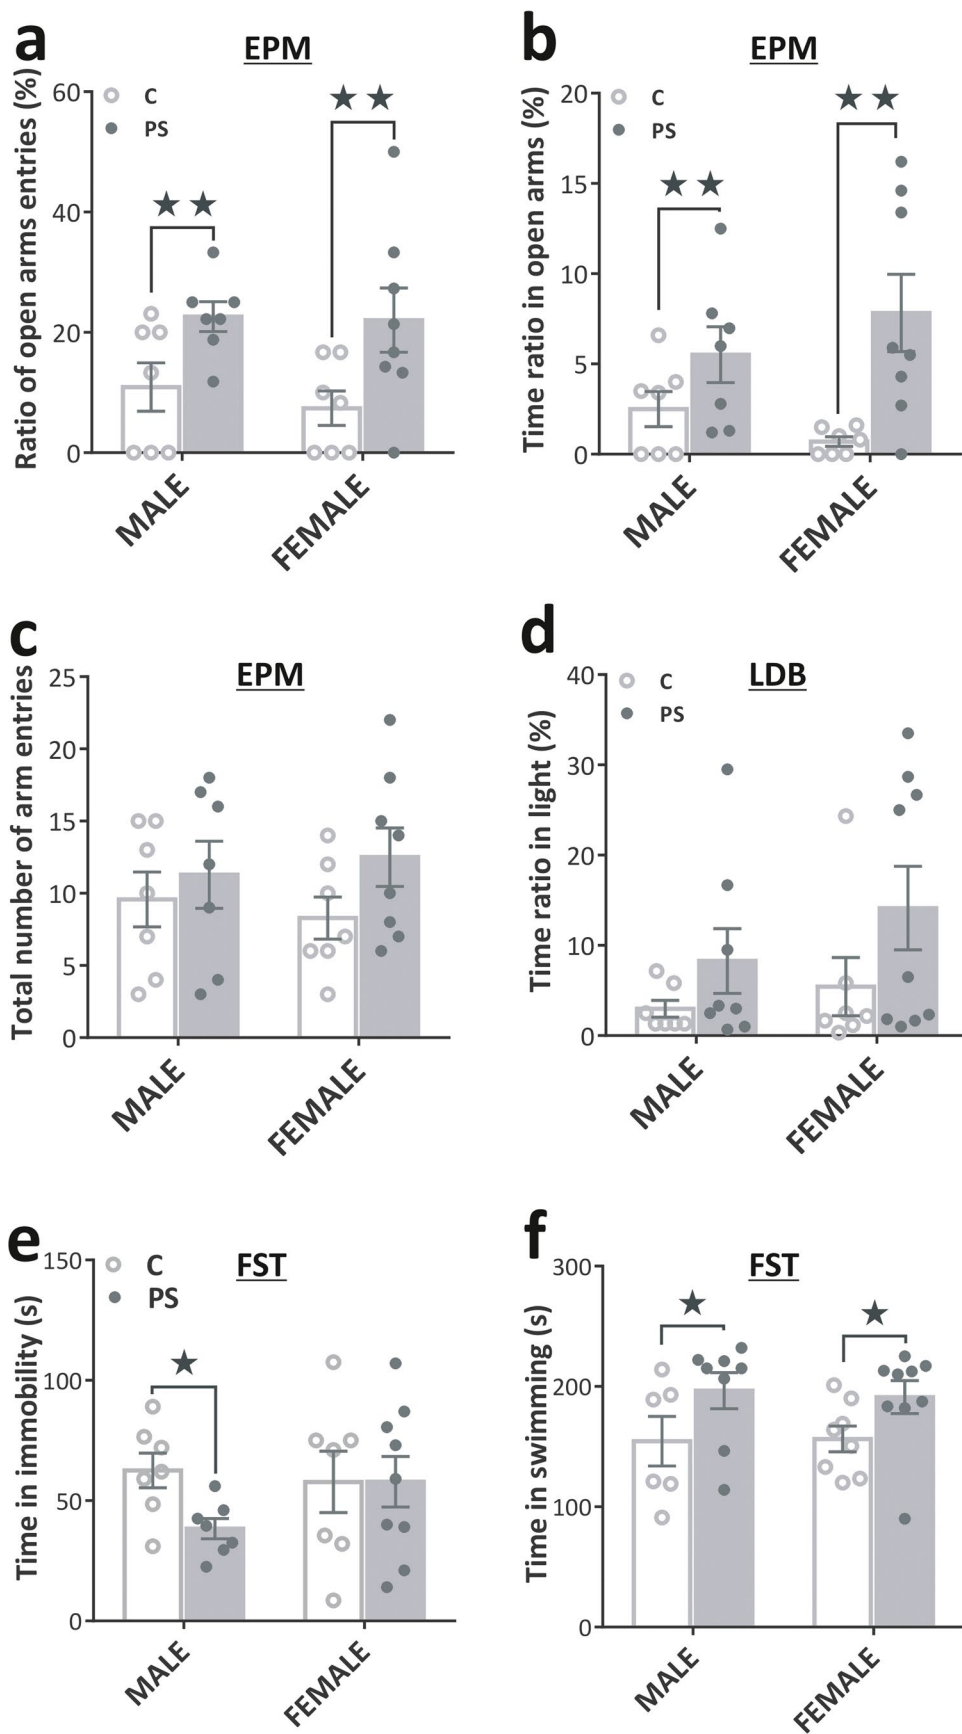 a
EPM
Ratio of open arms entries (%)
60
40
20
0
C
PS
★ ★
★ ★
MALE
FEMALE
b
EPM
Time ratio in open arms (%)
20
15
10
5
0
C
PS
★ ★
★ ★
MALE
FEMALE
c
EPM
Total number of arm entries
25
20
15
10
5
0
MALE
FEMALE
d
LDB
Time ratio in light (%)
40
30
20
10
0
C
PS
MALE
FEMALE
e
FST
Time in immobility (s)
150
100
50
0
C
PS
★
MALE
FEMALE
f
FST
Time in swimming (s)
300
200
100
0
★
★
MALE
FEMALE